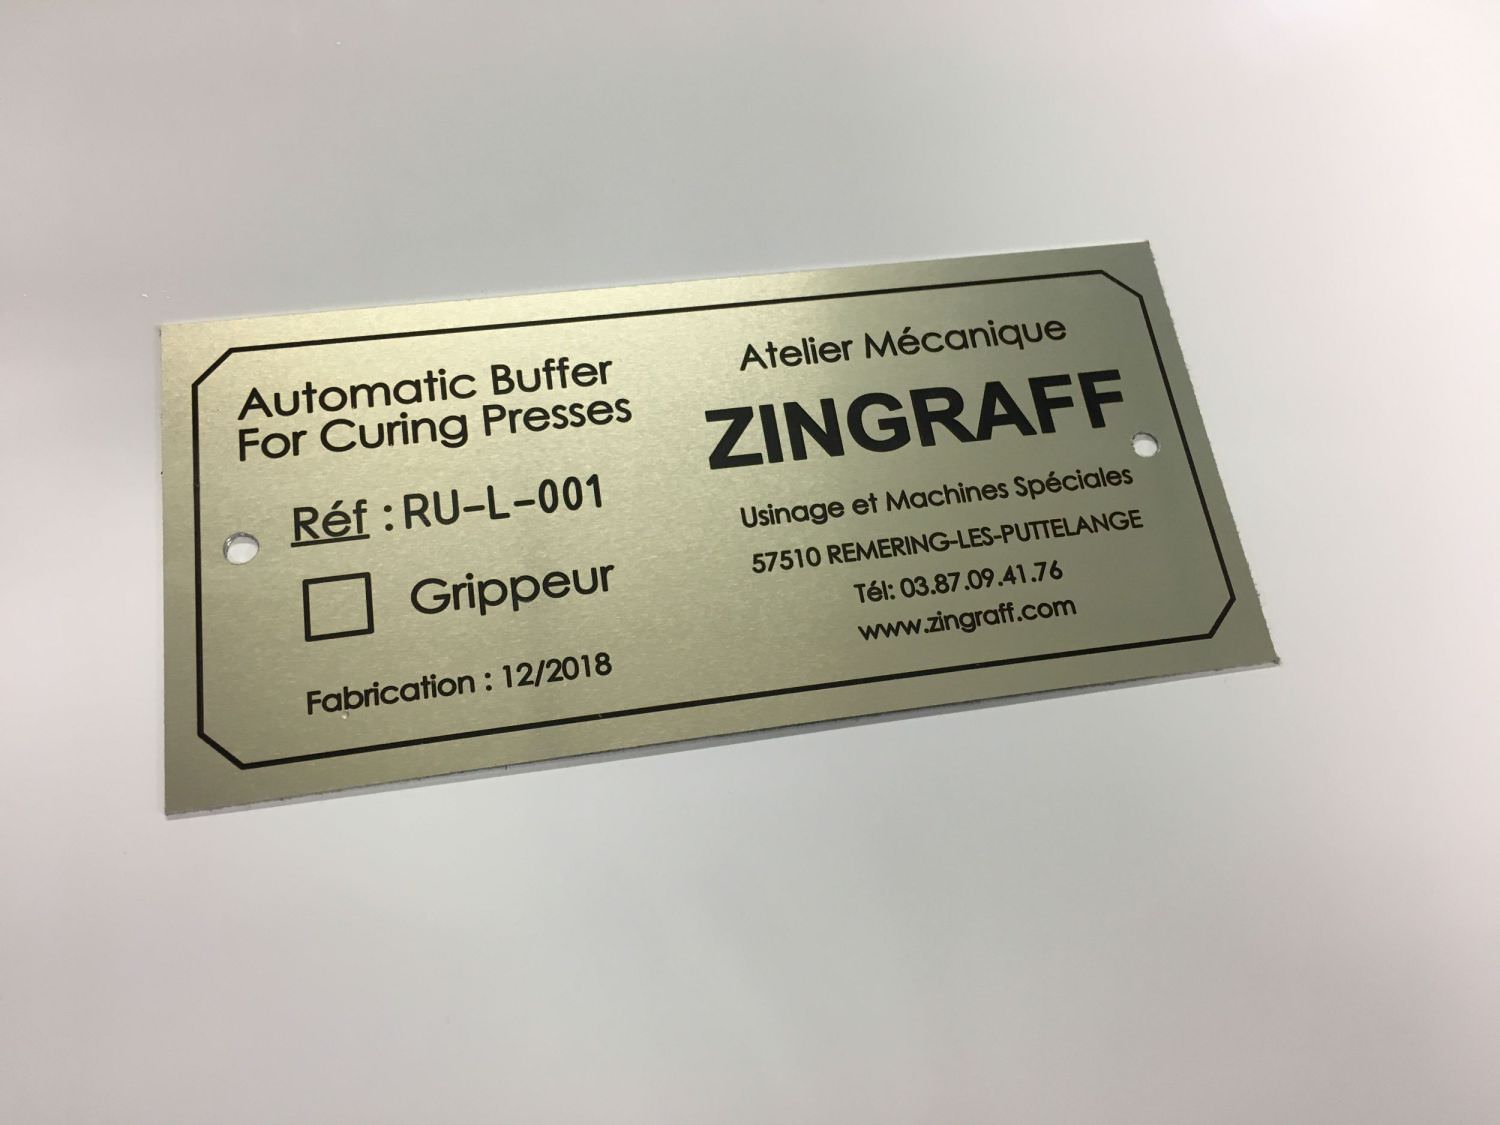 Automatic Buffer
For Curing Presses
Réf : RU-L-001
Grippeur
Fabrication : 12/2018
Atelier Mécanique
ZINGRAFF
Usinage et Machines Spéciales
57510 REMERING-LES-PUTTELANGE
Tél: 03.87.09.41.76
www.zingraff.com